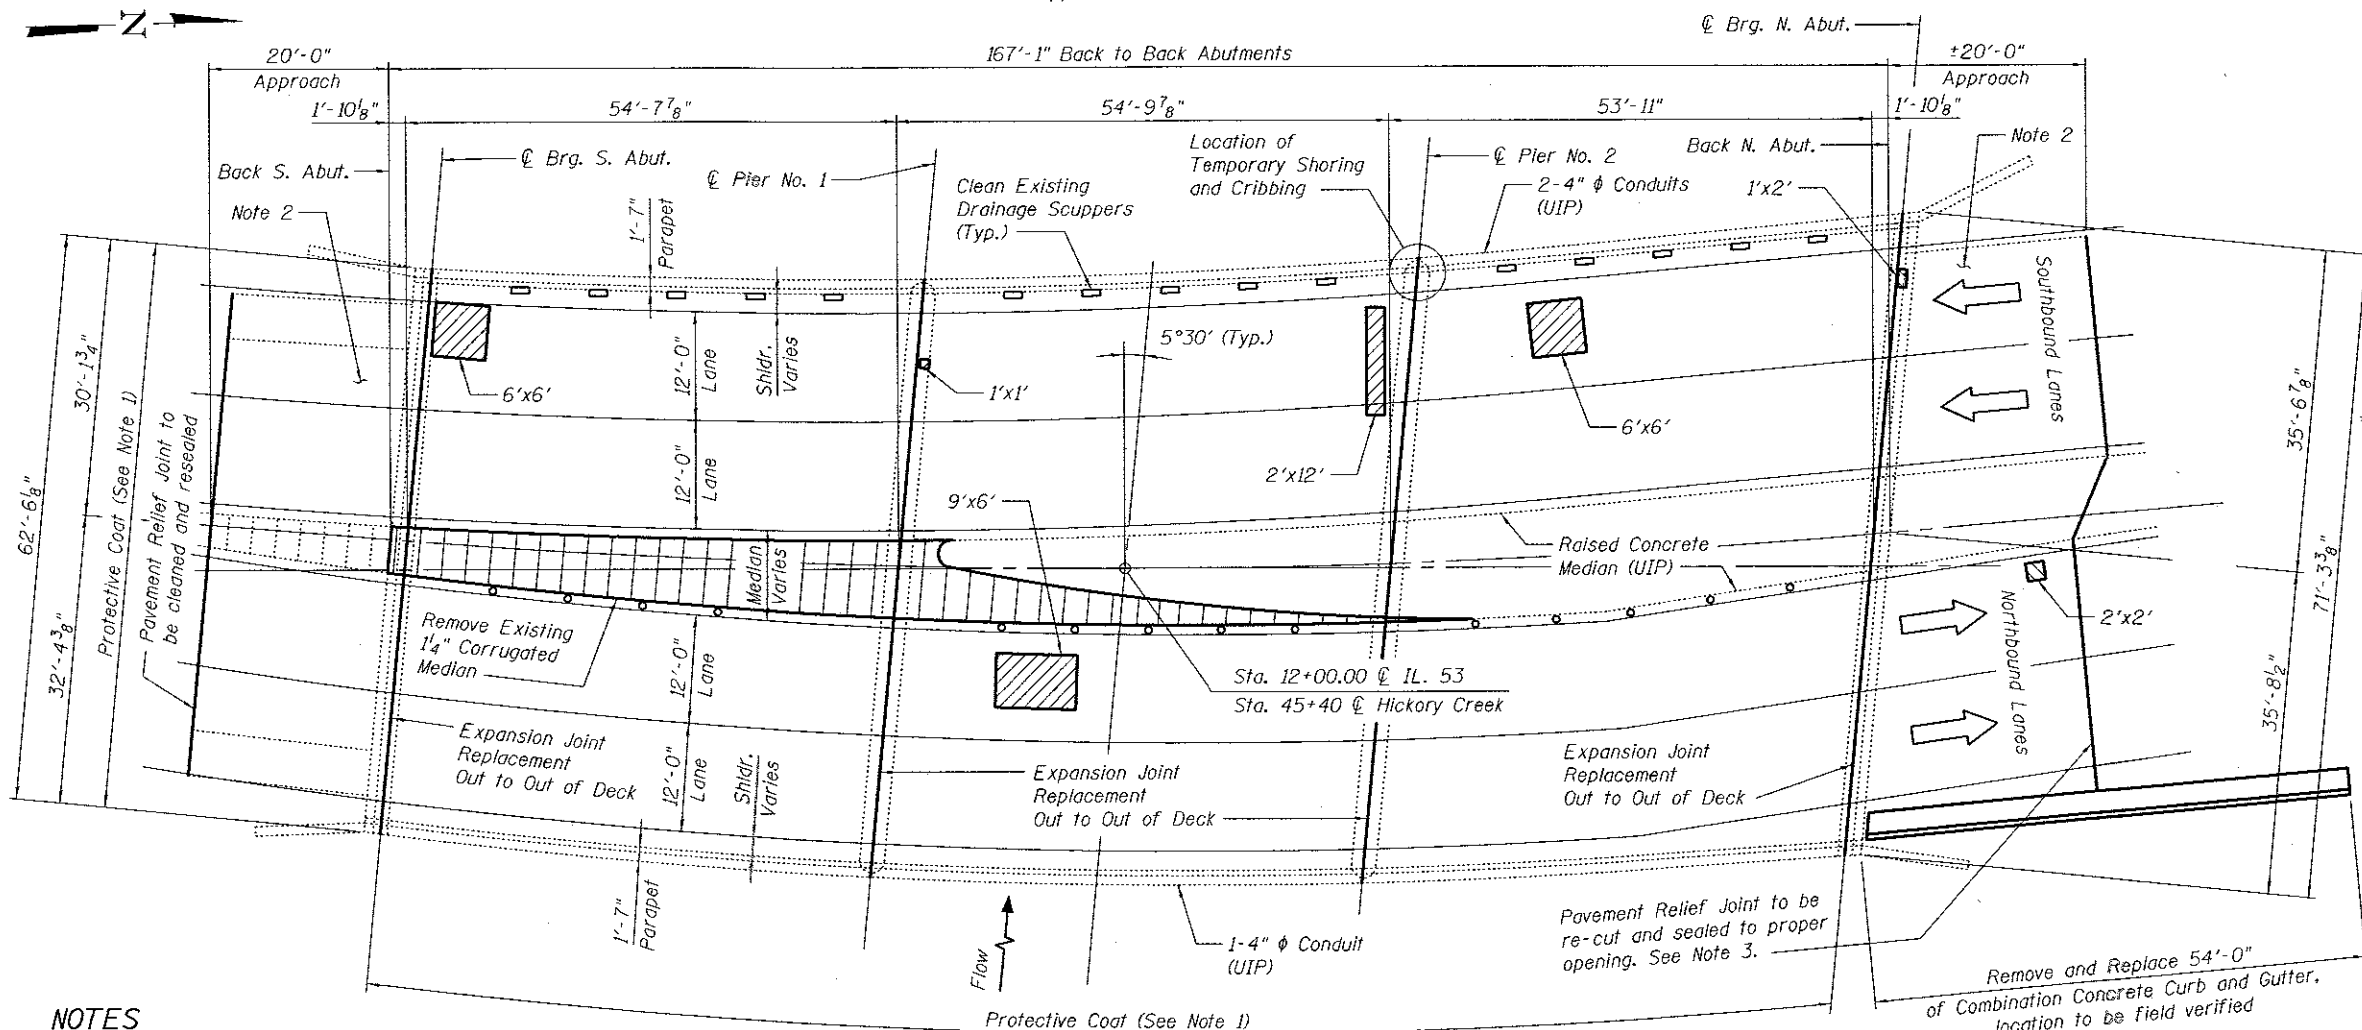 Z
℄ Brg. N. Abut.
20'-0"
Approach
167'-1" Back to Back Abutments
±20'-0"
Approach
1'-10⅛"
54'-7⅞"
54'-9⅞"
53'-11"
1'-10⅛"
Back S. Abut.
℄ Brg. S. Abut.
℄ Pier No. 1
Location of
Temporary Shoring
and Cribbing
℄ Pier No. 2
Back N. Abut.
Note 2
Note 2
1'-7"
Parapet
Clean Existing
Drainage Scuppers
(Typ.)
2-4" ϕ Conduits
(UIP)
1'x2'
Southbound Lanes
5°30' (Typ.)
12'-0"
Lane
Shldr.
Varies
6'x6'
1'x1'
6'x6'
2'x12'
12'-0"
Lane
9'x6'
30'-1¾"
62'-6⅛"
32'-4⅜"
Protective Coat (See Note 1)
Pavement Relief Joint to
be cleaned and resealed
35'-6⅞"
71'-3⅜"
35'-8½"
Median
Varies
Raised Concrete
Median (UIP)
2'x2'
Northbound Lanes
Remove Existing
1¼" Corrugated
Median
12'-0"
Lane
Sta. 12+00.00 ℄ IL. 53
Sta. 45+40 ℄ Hickory Creek
Expansion Joint
Replacement
Out to Out of Deck
12'-0"
Lane
Shldr.
Varies
Expansion Joint
Replacement
Out to Out of Deck
Expansion Joint
Replacement
Out to Out of Deck
1'-7"
Parapet
Flow
1-4" ϕ Conduit
(UIP)
Pavement Relief Joint to be
re-cut and sealed to proper
opening. See Note 3.
Remove and Replace 54'-0"
of Combination Concrete Curb and Gutter,
location to be field verified
NOTES
Protective Coat (See Note 1)